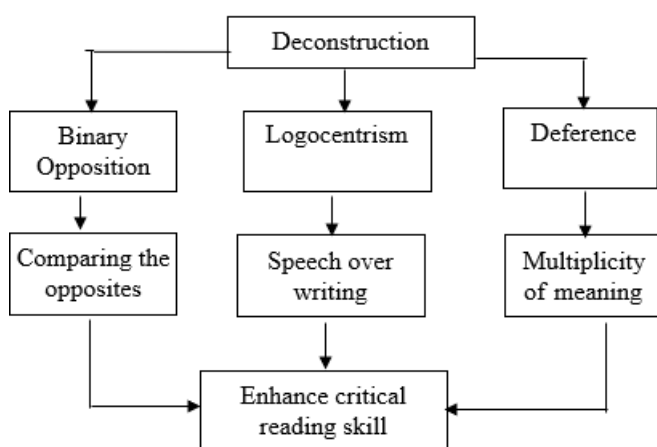 Deconstruction
Binary
Opposition
Logocentrism
Deference
Comparing the
opposites
Speech over
writing
Multiplicity
of meaning
Enhance critical
reading skill